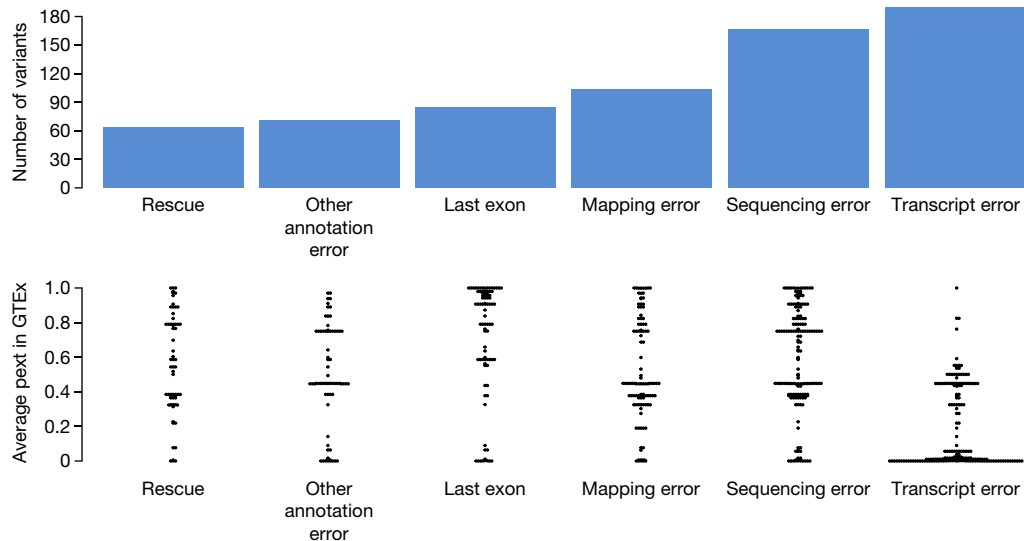 Number of variants
180
150
120
90
60
30
0
Rescue
Other
annotation
error
Last exon
Mapping error
Sequencing error
Transcript error
Average pext in GTEx
1.0
0.8
0.6
0.4
0.2
0
Rescue
Other
annotation
error
Last exon
Mapping error
Sequencing error
Transcript error